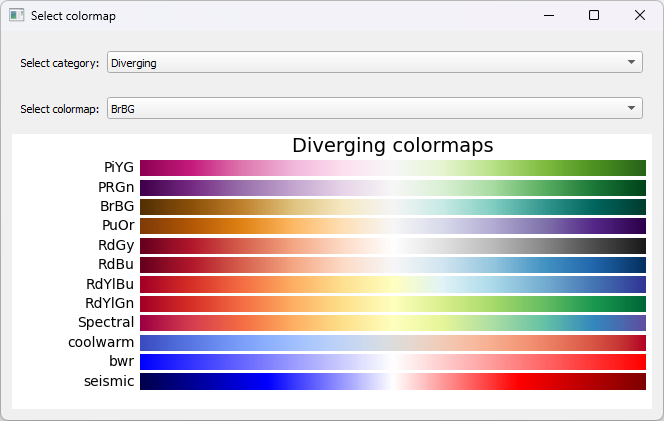 Select colormap
Select category: Diverging
Select colormap: BrBG
Diverging colormaps
PiYG
PRGn
BrBG
PuOr
RdGy
RdBu
RdYlBu
RdYlGn
Spectral
coolwarm
bwr
seismic